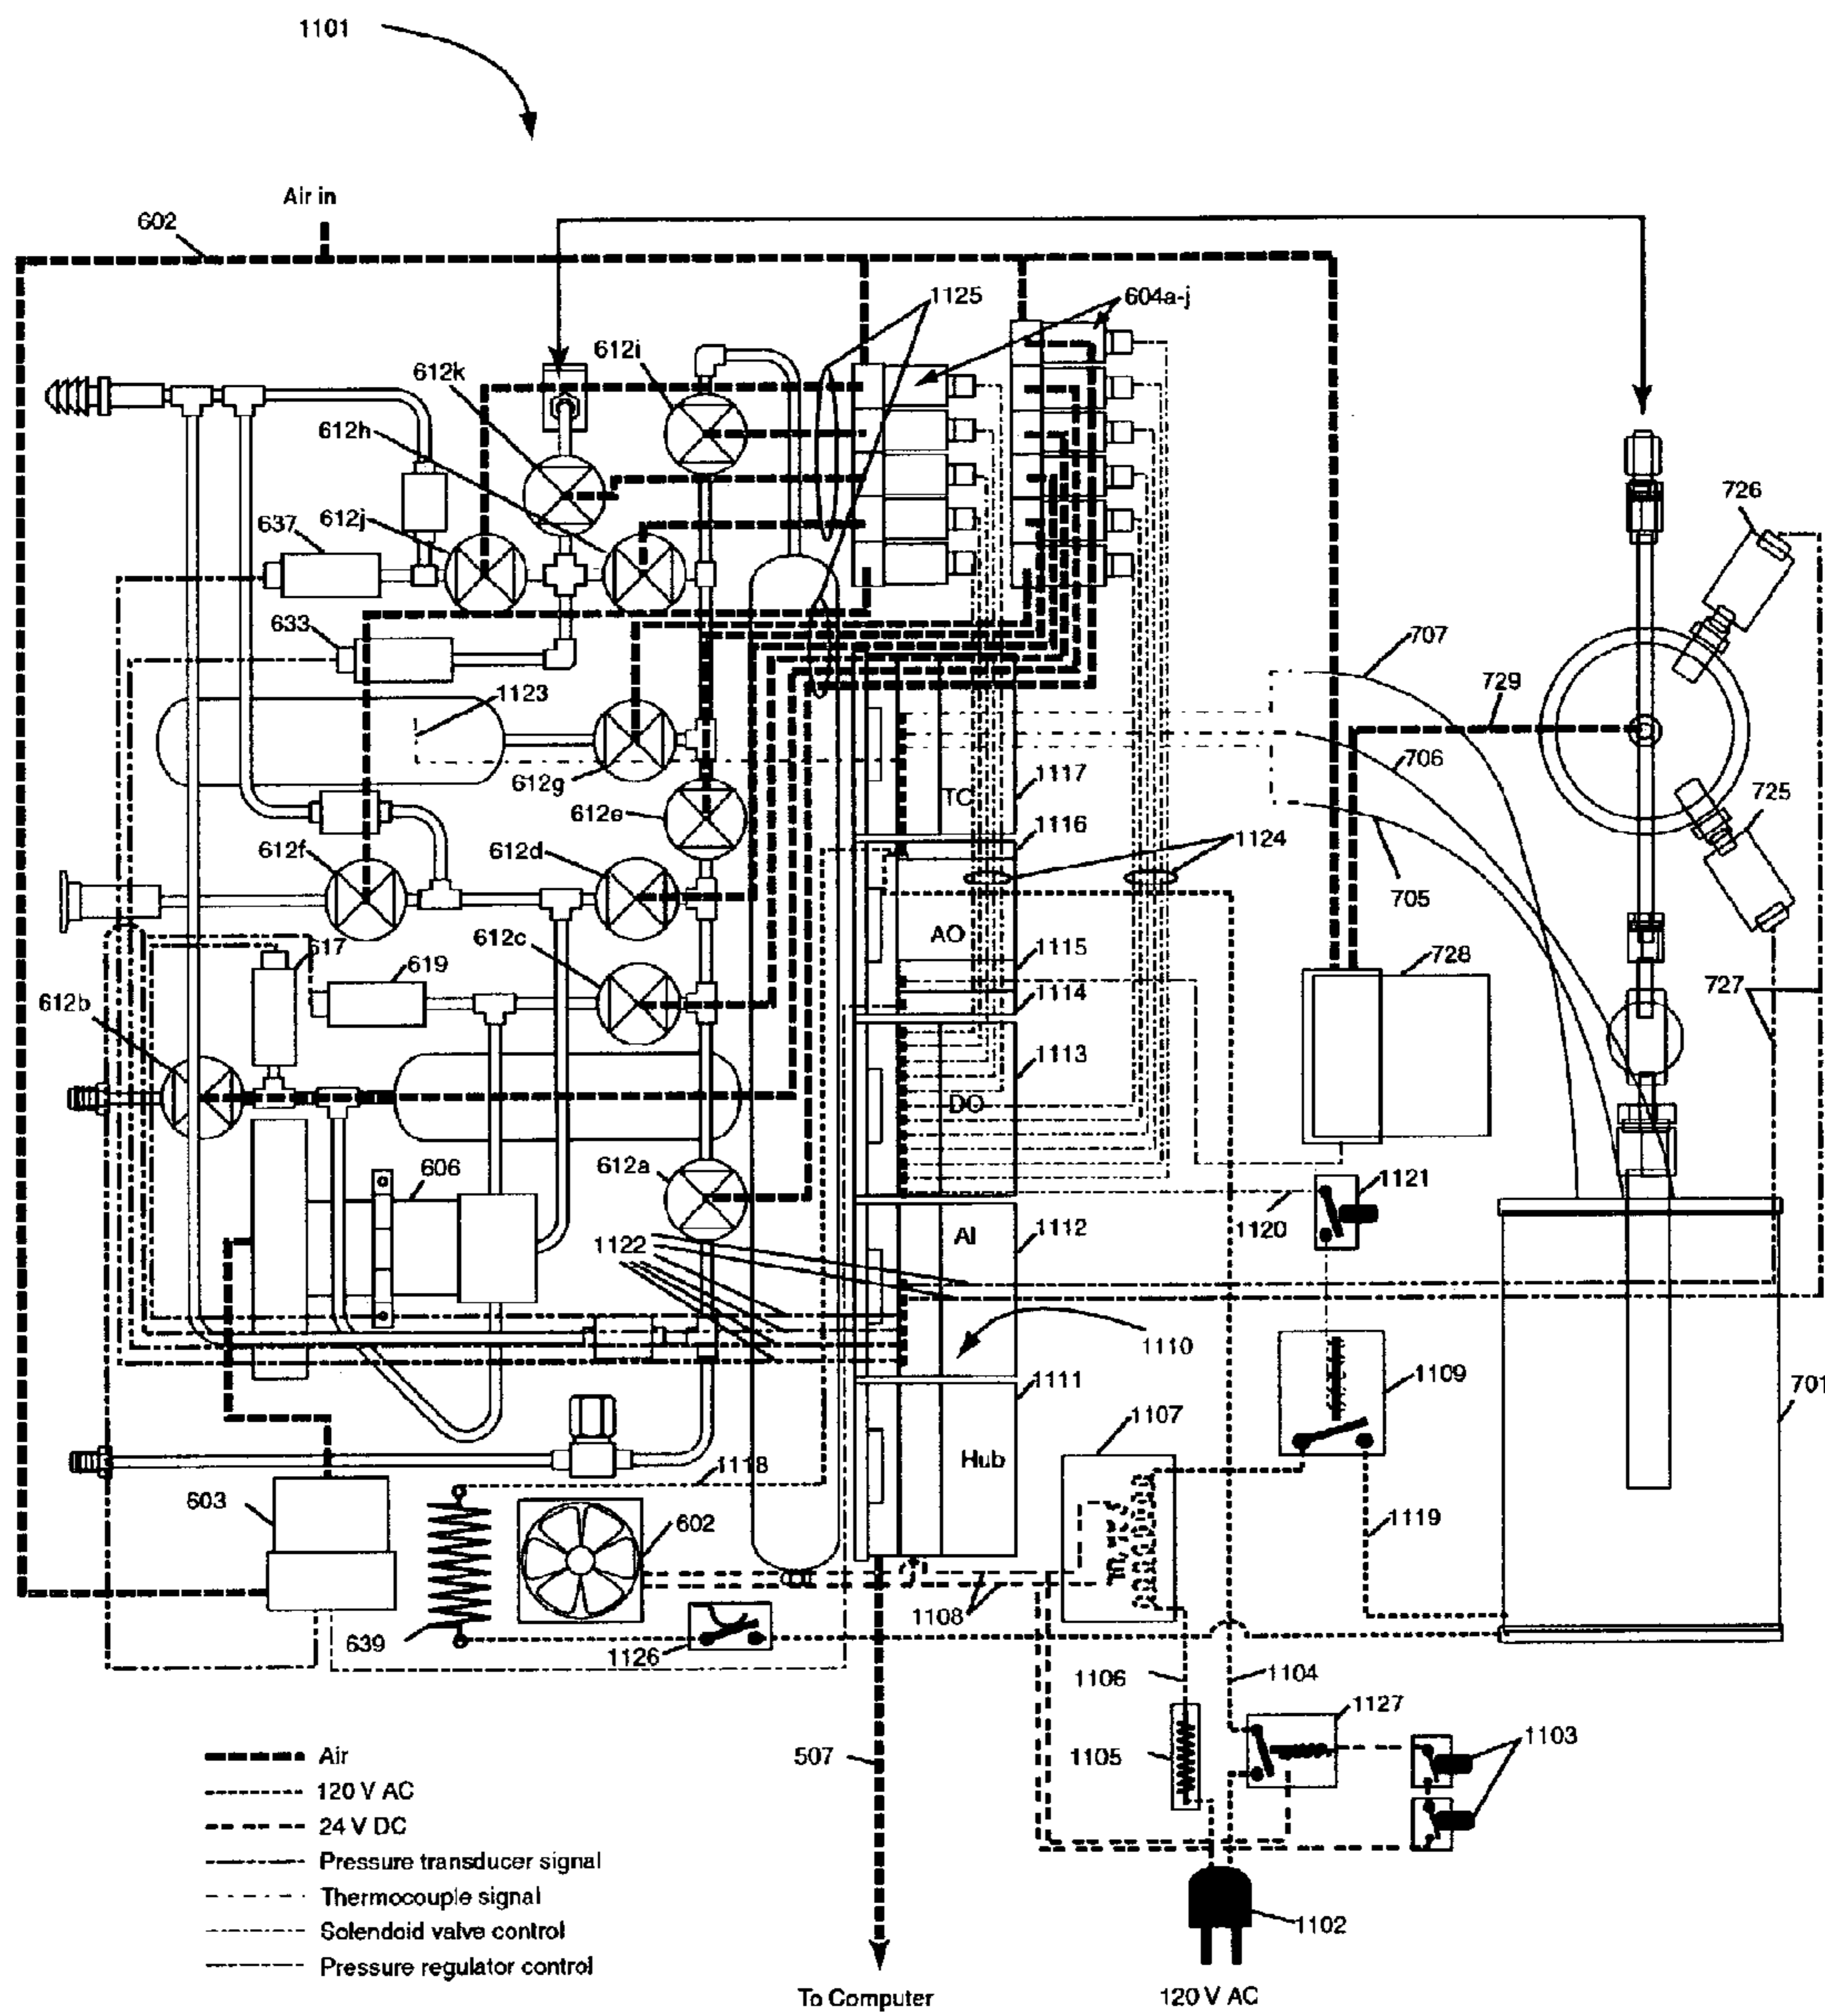 1101
Air in
602
1125
604a-j
612i
612k
612h
637
612j
726
633
707
1123
729
706
612g
1117
TC
725
612e
1116
612f
612d
1124
705
AO
617
612c
1115
728
619
1114
612b
727
1113
DO
606
612a
1121
1120
1122
AI
1112
1110
1109
1111
701
1107
Hub
1118
603
602
1119
1108
639
1126
1106
1104
1127
1105
1103
507
Air
120 V AC
24 V DC
Pressure transducer signal
Thermocouple signal
Solendoid valve control
Pressure regulator control
1102
To Computer
120 V AC